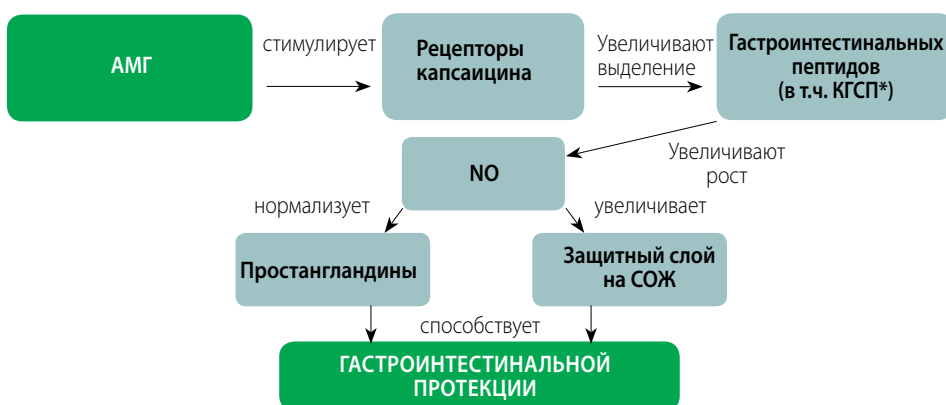 АМГ
стимулирует
Рецепторы
капсаицина
Увеличивают
выделение
Гастроинтестинальных
пептидов
(в т.ч. КГСП*)
Увеличивают
рост
NO
нормализует
увеличивает
Простангландины
Защитный слой
на СОЖ
способствует
ГАСТРОИНТЕСТИНАЛЬНОЙ
ПРОТЕКЦИИ